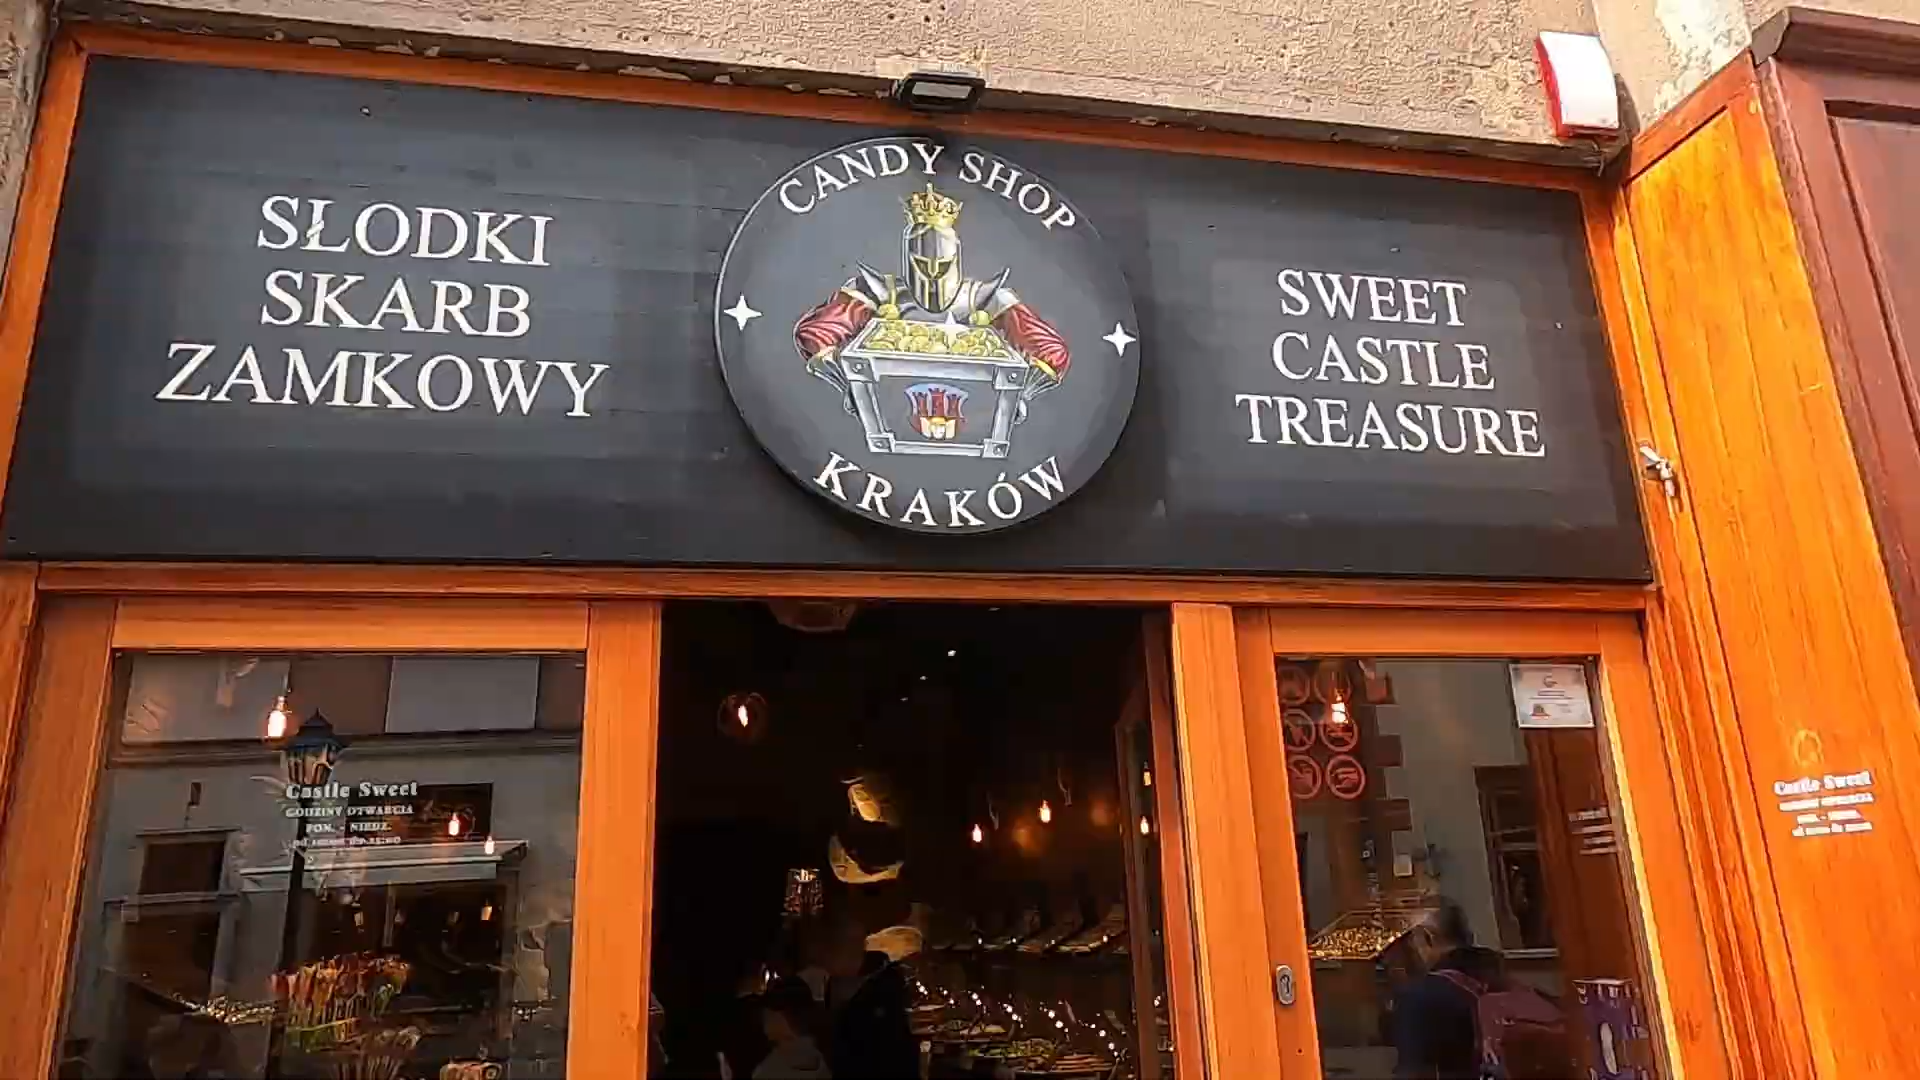 SŁODKI
SKARB
ZAMKOWY
CANDY SHOP
KRAKÓW
SWEET
CASTLE
TREASURE
Castle Sweet
GODZINY OTWARCIA
PON. - NIEDZ.
Castle Sweet